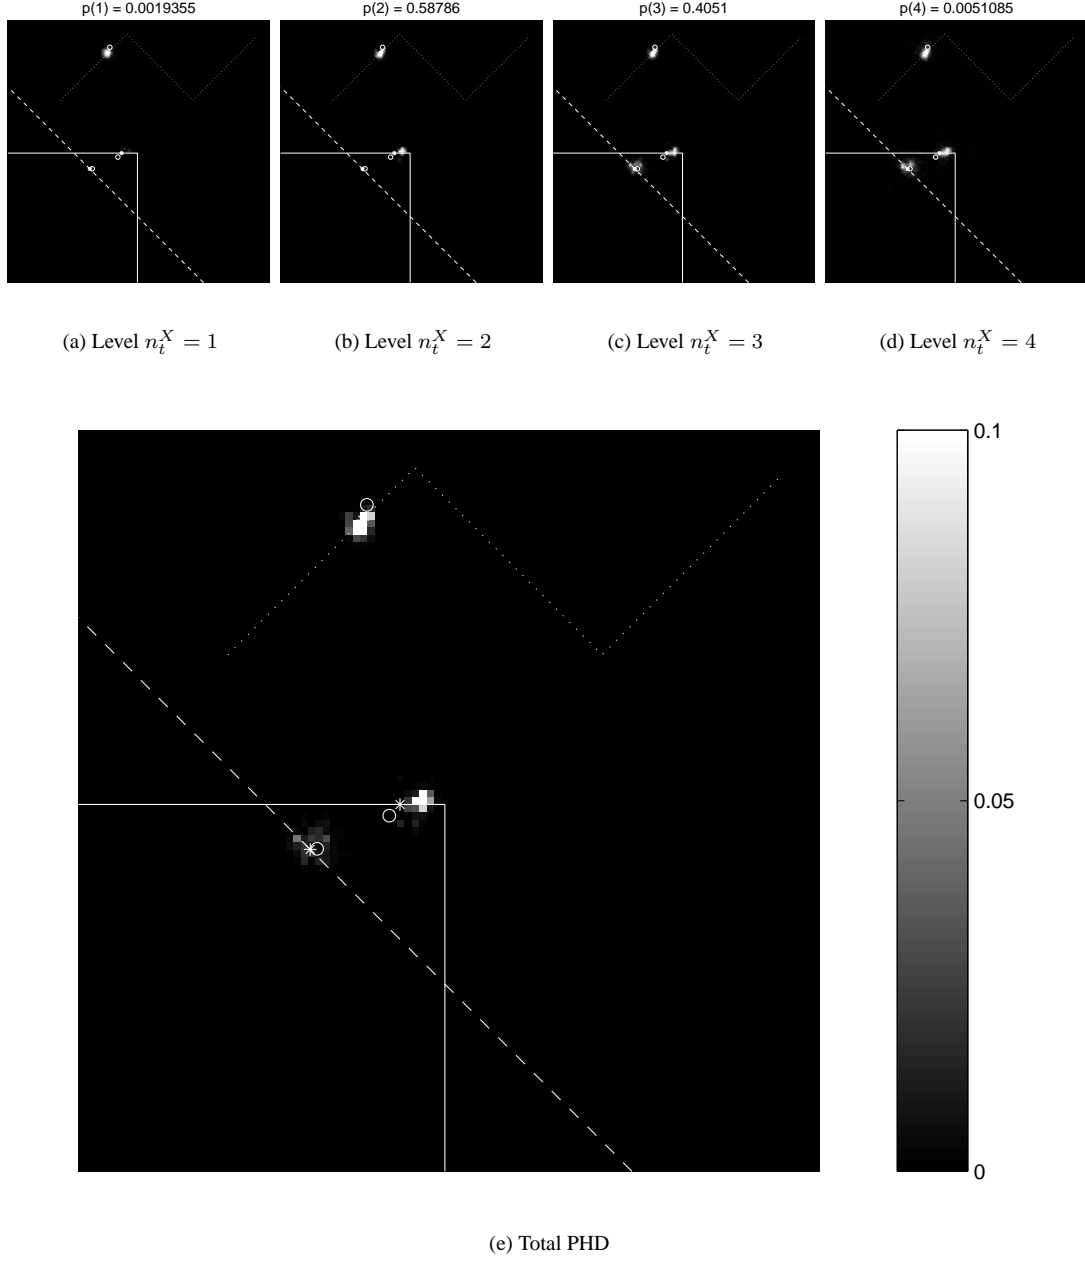 p(1) = 0.0019355
p(2) = 0.58786
p(3) = 0.4051
p(4) = 0.0051085
(a) Level n_t^X = 1
(b) Level n_t^X = 2
(c) Level n_t^X = 3
(d) Level n_t^X = 4
0.1
0.05
0
(e) Total PHD